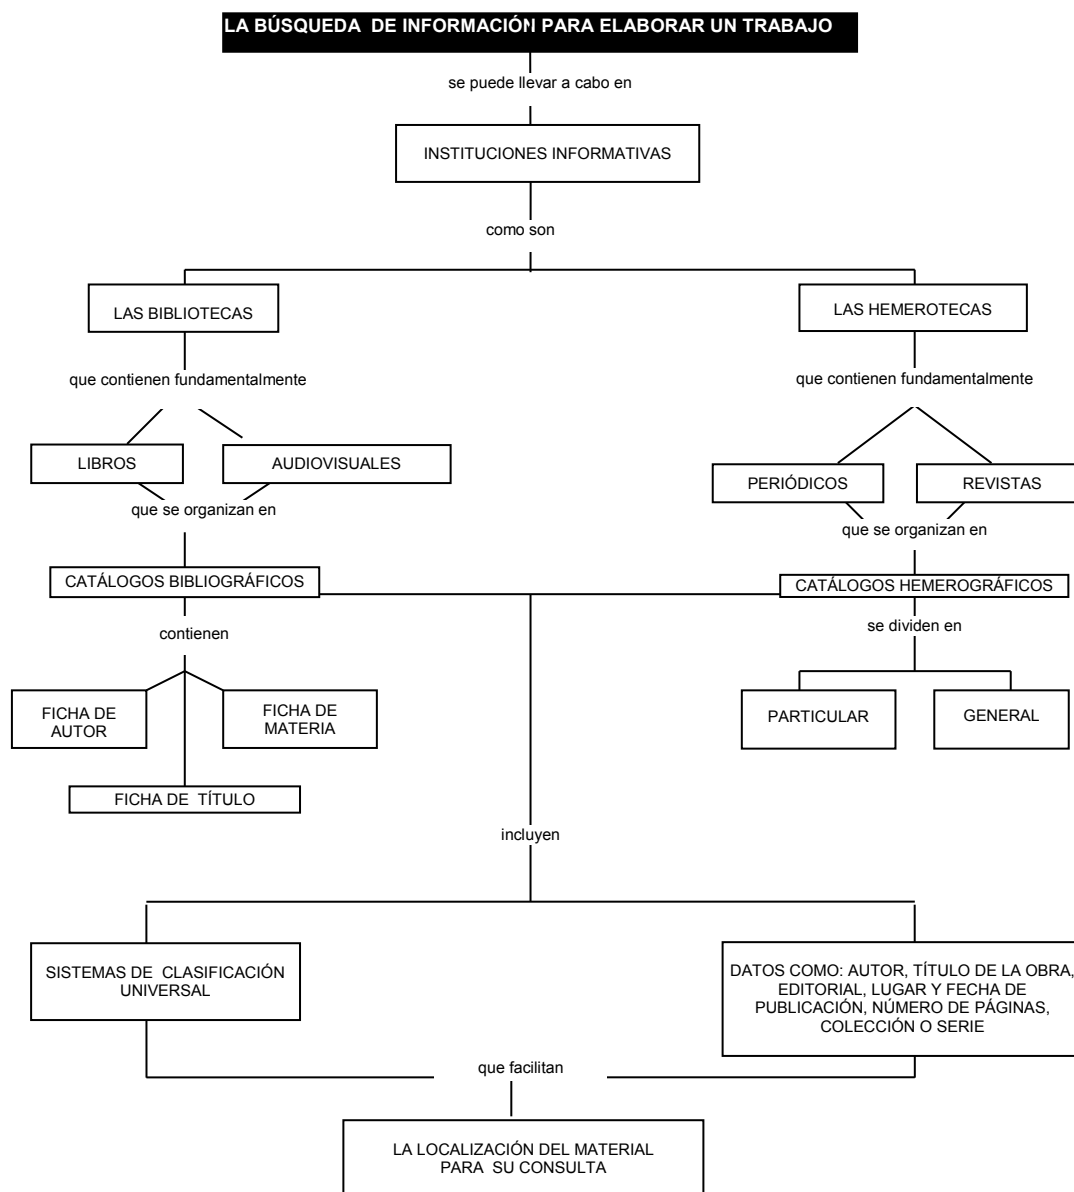 LA BÚSQUEDA DE INFORMACIÓN PARA ELABORAR UN TRABAJO
se puede llevar a cabo en
INSTITUCIONES INFORMATIVAS
como son
LAS BIBLIOTECAS
LAS HEMEROTECAS
que contienen fundamentalmente
que contienen fundamentalmente
LIBROS
AUDIOVISUALES
PERIÓDICOS
REVISTAS
que se organizan en
que se organizan en
CATÁLOGOS BIBLIOGRÁFICOS
CATÁLOGOS HEMEROGRÁFICOS
contienen
se dividen en
FICHA DE
AUTOR
FICHA DE
MATERIA
PARTICULAR
GENERAL
FICHA DE TÍTULO
incluyen
SISTEMAS DE CLASIFICACIÓN
UNIVERSAL
DATOS COMO: AUTOR, TÍTULO DE LA OBRA,
EDITORIAL, LUGAR Y FECHA DE
PUBLICACIÓN, NÚMERO DE PÁGINAS,
COLECCIÓN O SERIE
que facilitan
LA LOCALIZACIÓN DEL MATERIAL
PARA SU CONSULTA